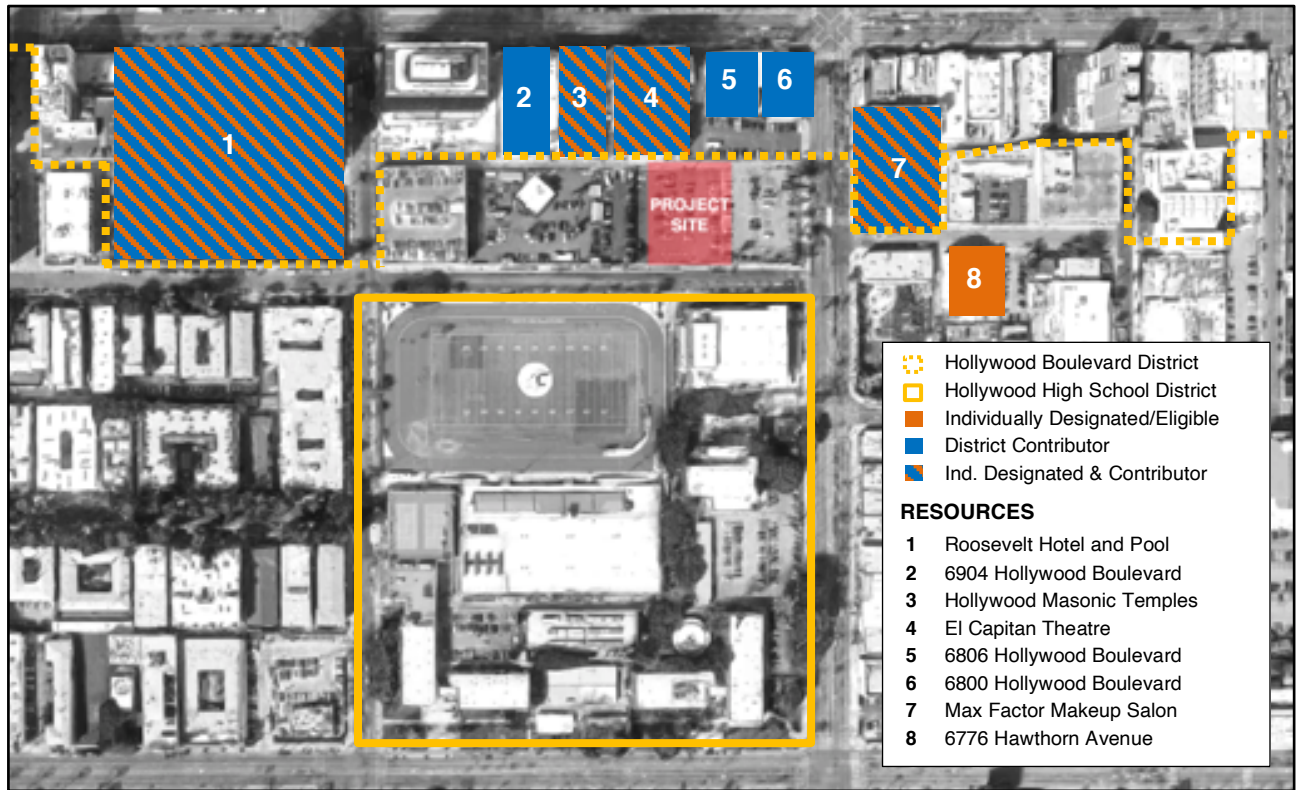 1
2
3
4
5
6
7
8
PROJECT
SITE
Hollywood Boulevard District
Hollywood High School District
Individually Designated/Eligible
District Contributor
Ind. Designated & Contributor
RESOURCES
1 Roosevelt Hotel and Pool
2 6904 Hollywood Boulevard
3 Hollywood Masonic Temples
4 El Capitan Theatre
5 6806 Hollywood Boulevard
6 6800 Hollywood Boulevard
7 Max Factor Makeup Salon
8 6776 Hawthorn Avenue